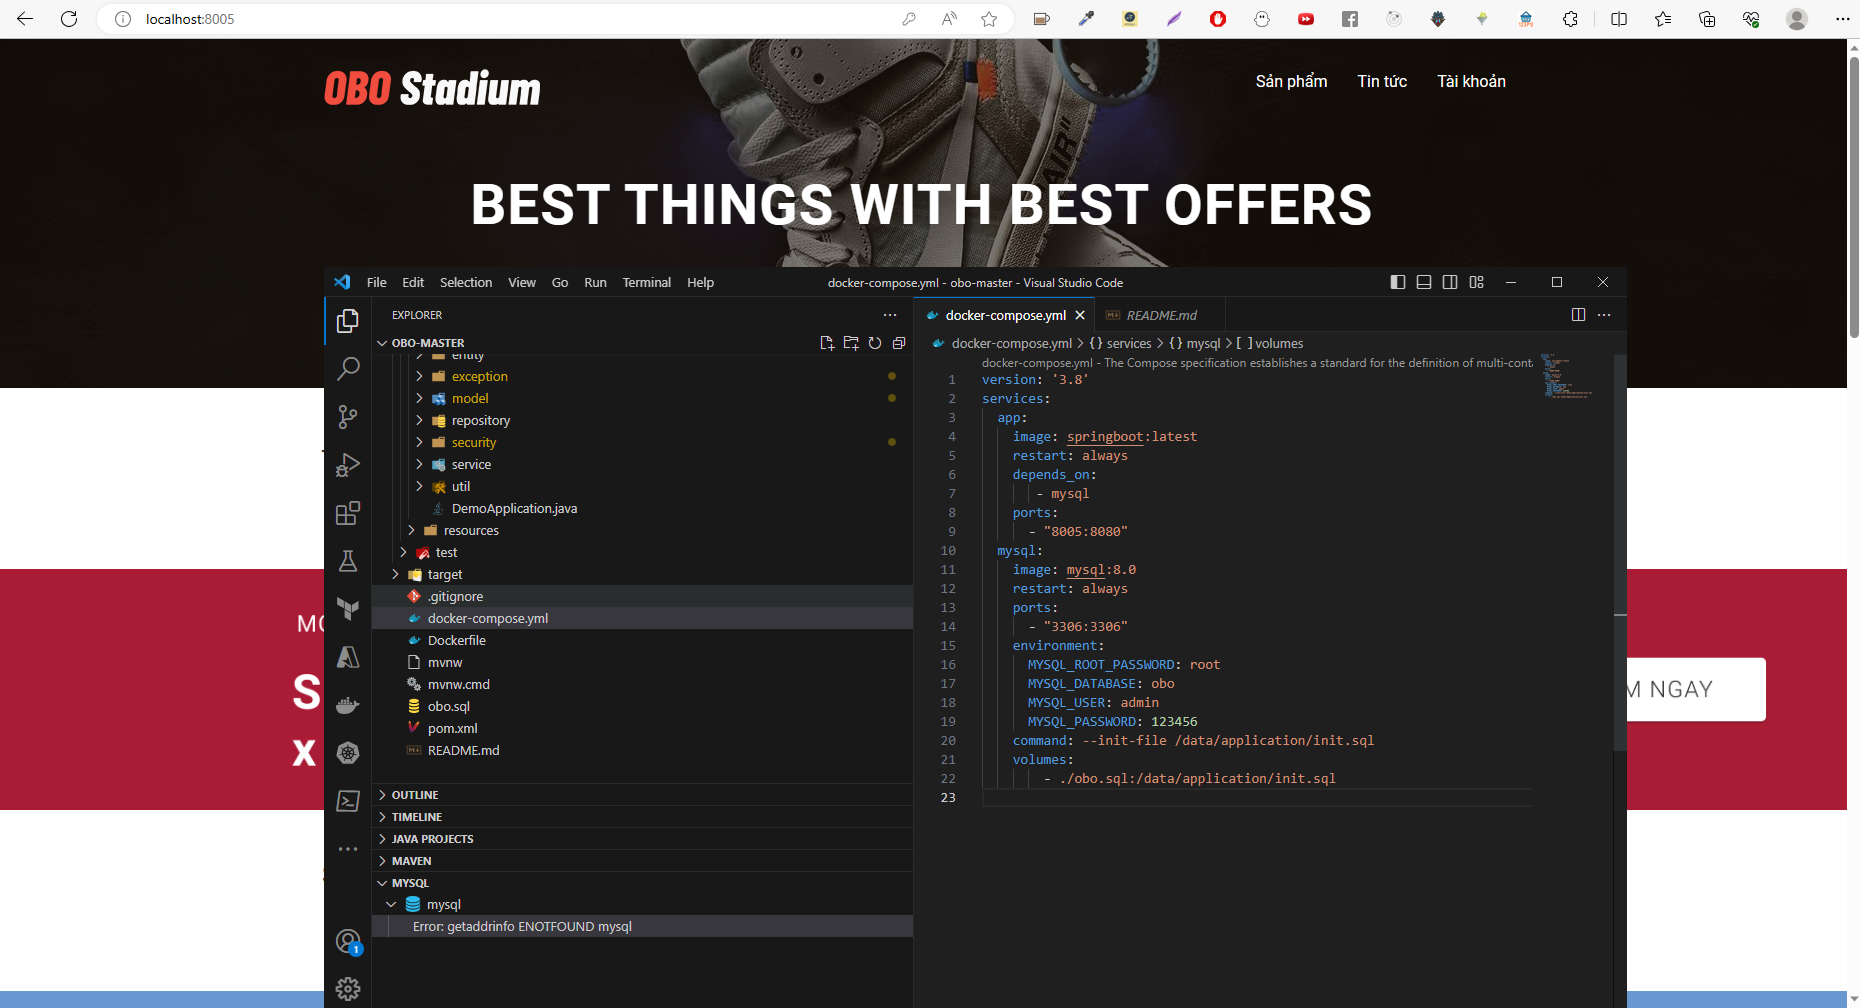 localhost:8005
OBO Stadium
Sản phẩm Tin tức Tài khoản
BEST THINGS WITH BEST OFFERS
File Edit Selection View Go Run Terminal Help
docker-compose.yml - obo-master - Visual Studio Code
EXPLORER
OBO-MASTER
entity
exception
model
repository
security
service
util
DemoApplication.java
resources
test
target
.gitignore
docker-compose.yml
Dockerfile
mvnw
mvnw.cmd
obo.sql
pom.xml
README.md
OUTLINE
TIMELINE
JAVA PROJECTS
MAVEN
MYSQL
mysql
Error: getaddrinfo ENOTFOUND mysql
1
docker-compose.yml README.md
docker-compose.yml > {} services > {} mysql > [ ] volumes
docker-compose.yml - The Compose specification establishes a standard for the definition of multi-cont
1 version: '3.8'
2 services:
3 app:
4 image: springboot:latest
5 restart: always
6 depends_on:
7 - mysql
8 ports:
9 - "8005:8080"
10 mysql:
11 image: mysql:8.0
12 restart: always
13 ports:
14 - "3306:3306"
15 environment:
16 MYSQL_ROOT_PASSWORD: root
17 MYSQL_DATABASE: obo
18 MYSQL_USER: admin
19 MYSQL_PASSWORD: 123456
20 command: --init-file /data/application/init.sql
21 volumes:
22 - ./obo.sql:/data/application/init.sql
23
S
x
M NGAY
AIR"